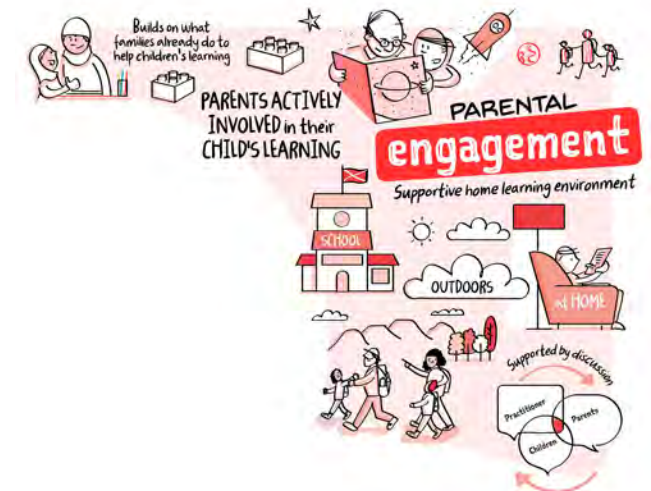 Builds on what
families already do to
help children's learning
PARENTS ACTIVELY
INVOLVED in their
CHILD'S LEARNING
PARENTAL
engagement
Supportive home learning environment
SCHOOL
OUTDOORS
at HOME
Supported by discussion
Practitioner
Parents
Children